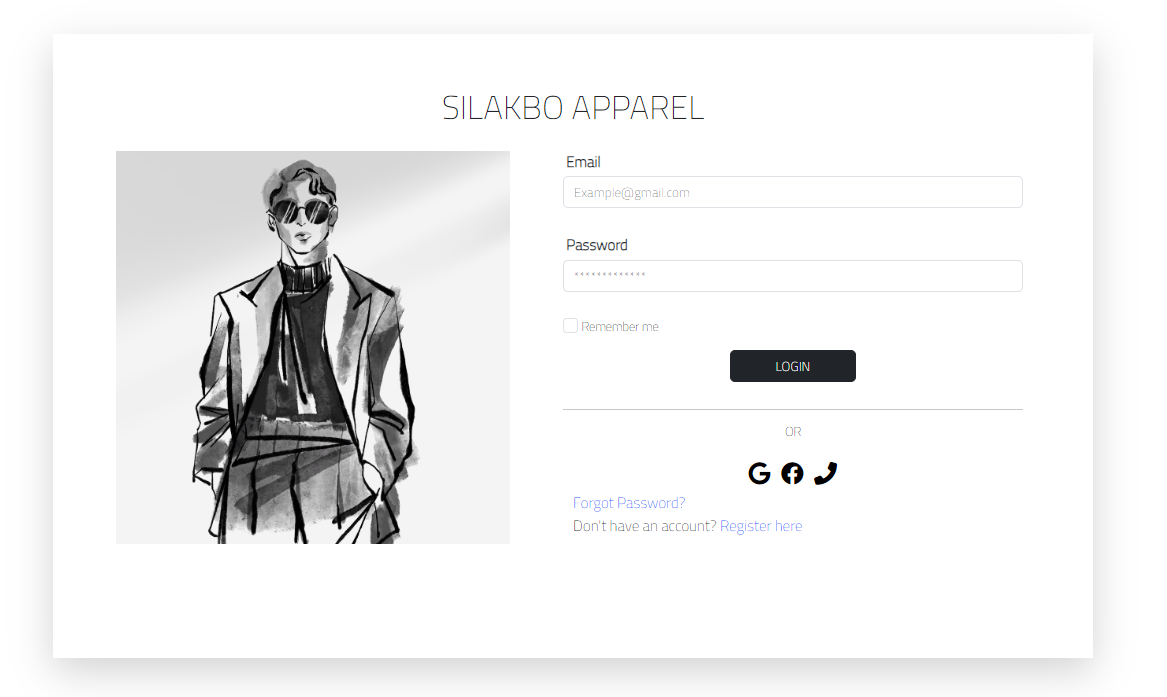 SILAKBO APPAREL
Email
Example@gmail.com
Password
*************
Remember me
LOGIN
OR
Forgot Password?
Don't have an account? Register here